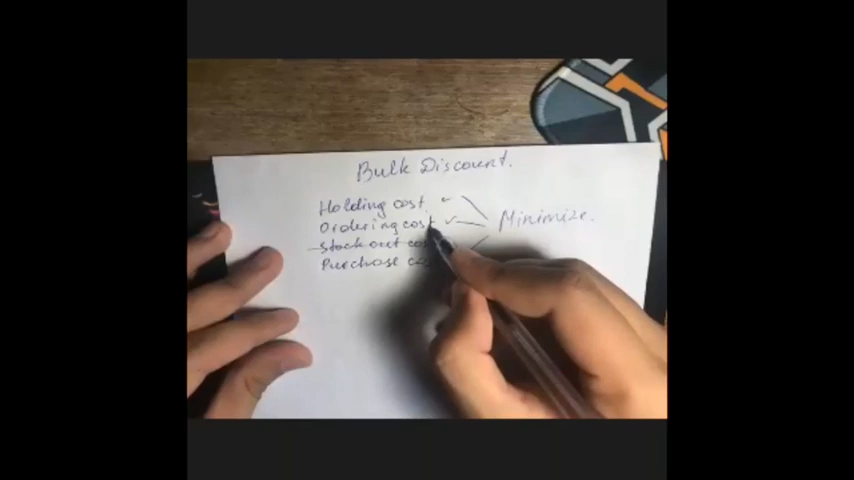 Bulk Discount.
Holding cost.
Ordering cost
Stock out
Purchase
Minimize.